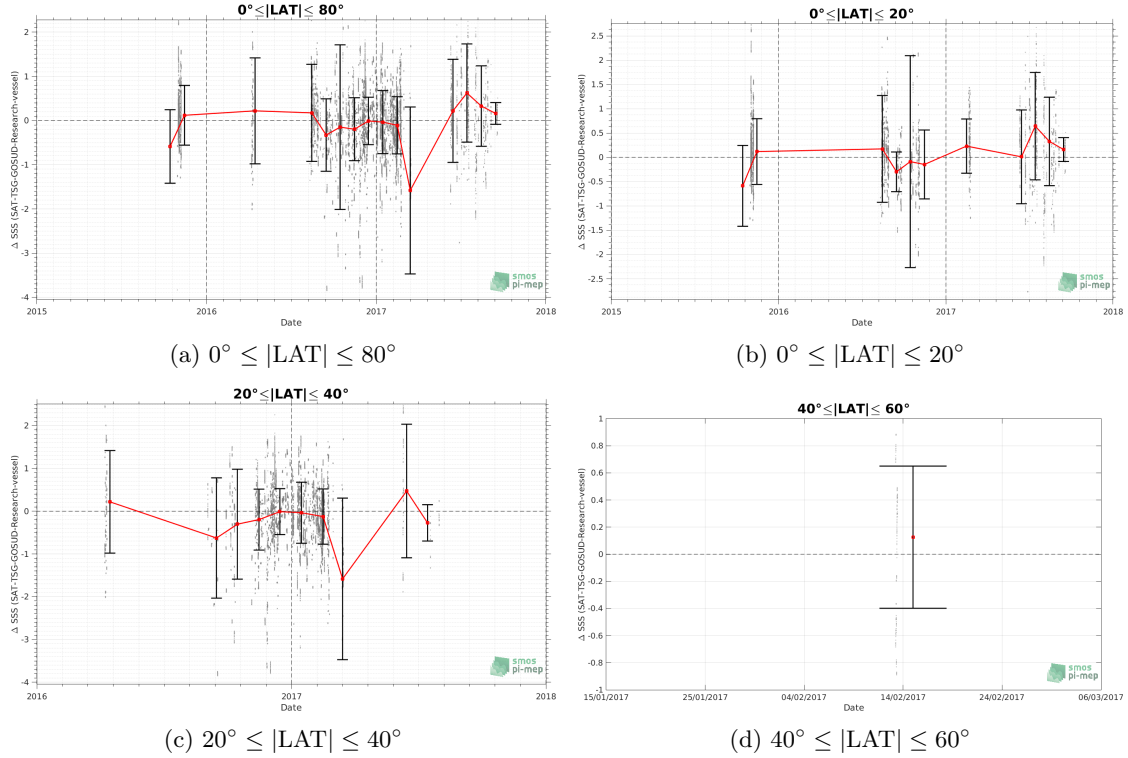 0°≤|LAT|≤ 80°
Δ SSS (SAT-TSG-GOSUD-Research-vessel)
2
1
0
-1
-2
-3
-4
2015
2016
2017
2018
Date
smos
pi-mep
(a) 0° ≤ |LAT| ≤ 80°
0°≤|LAT|≤ 20°
Δ SSS (SAT-TSG-GOSUD-Research-vessel)
2.5
2
1.5
1
0.5
0
-0.5
-1
-1.5
-2
-2.5
2015
2016
2017
2018
Date
smos
pi-mep
(b) 0° ≤ |LAT| ≤ 20°
20°≤|LAT|≤ 40°
Δ SSS (SAT-TSG-GOSUD-Research-vessel)
2
1
0
-1
-2
-3
-4
2016
2017
2018
Date
smos
pi-mep
(c) 20° ≤ |LAT| ≤ 40°
40°≤|LAT|≤ 60°
Δ SSS (SAT-TSG-GOSUD-Research-vessel)
1
0.8
0.6
0.4
0.2
0
-0.2
-0.4
-0.6
-0.8
-1
15/01/2017
25/01/2017
04/02/2017
14/02/2017
24/02/2017
06/03/2017
Date
smos
pi-mep
(d) 40° ≤ |LAT| ≤ 60°